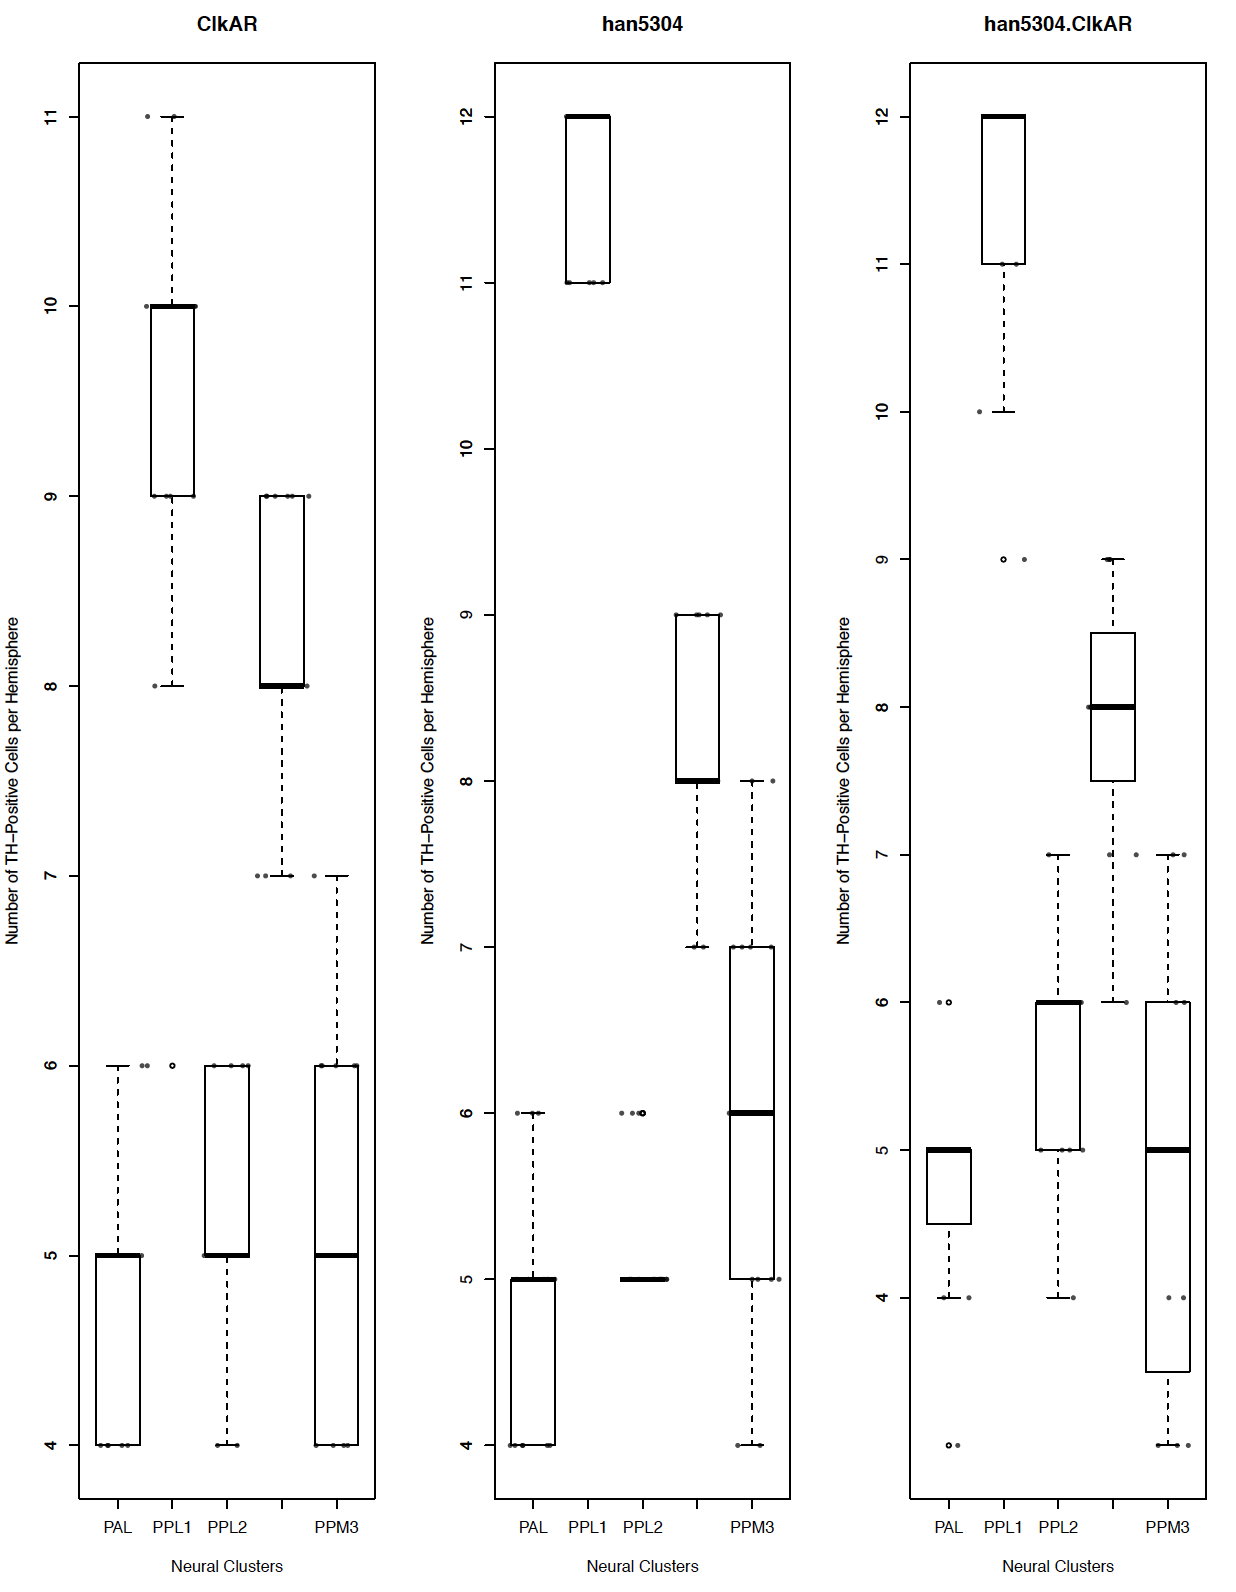 ClkAR
11
10
9
8
7
6
5
4
Number of TH−Positive Cells per Hemisphere
PAL PPL1 PPL2 PPM3
Neural Clusters
han5304
12
11
10
9
8
7
6
5
4
Number of TH−Positive Cells per Hemisphere
PAL PPL1 PPL2 PPM3
Neural Clusters
han5304.ClkAR
12
11
10
9
8
7
6
5
4
Number of TH−Positive Cells per Hemisphere
PAL PPL1 PPL2 PPM3
Neural Clusters